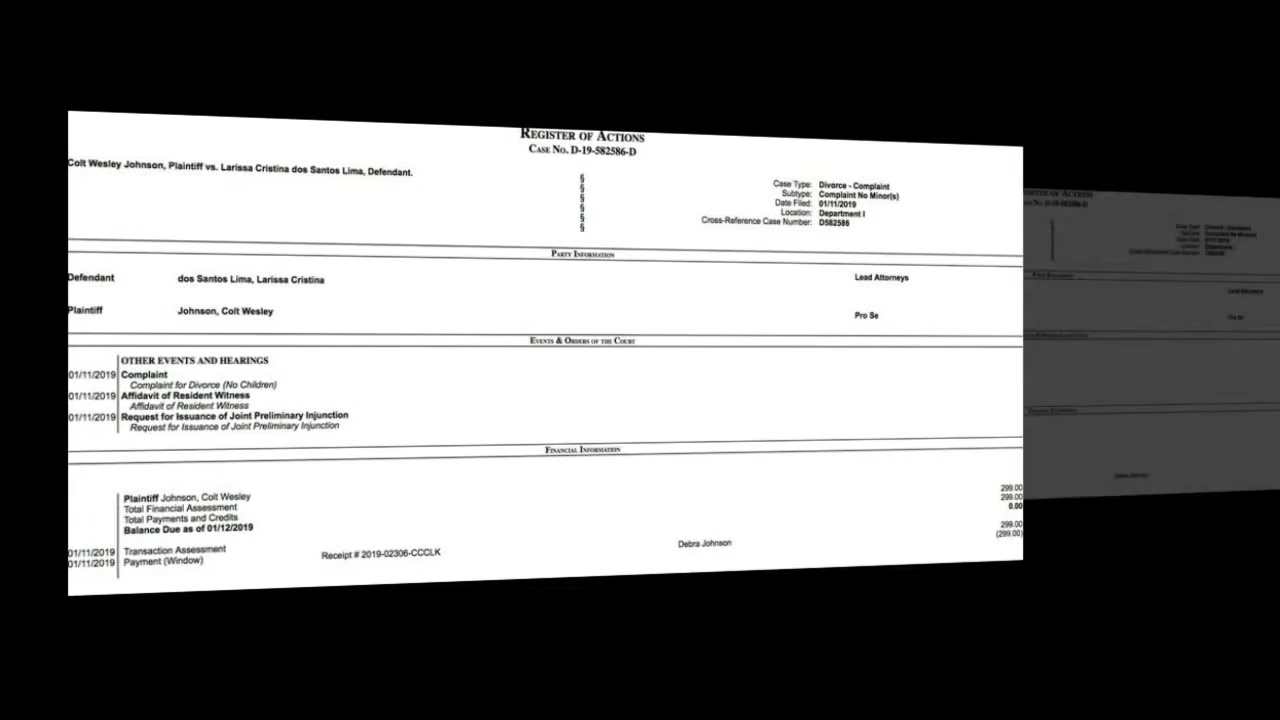 REGISTER OF ACTIONS
CASE NO. D-19-582586-D
Colt Wesley Johnson, Plaintiff vs. Larissa Cristina dos Santos Lima, Defendant.
§
§
§
§
§
§
Case Type: Divorce - Complaint
Subtype: Complaint No Minor(s)
Date Filed: 01/11/2019
Location: Department I
Cross-Reference Case Number: D582586
PARTY INFORMATION
Lead Attorneys
Defendant dos Santos Lima, Larissa Cristina
Plaintiff Johnson, Colt Wesley Pro Se
EVENTS & ORDERS OF THE COURT
OTHER EVENTS AND HEARINGS
01/11/2019 Complaint
Complaint for Divorce (No Children)
01/11/2019 Affidavit of Resident Witness
Affidavit of Resident Witness
01/11/2019 Request for Issuance of Joint Preliminary Injunction
Request for Issuance of Joint Preliminary Injunction
FINANCIAL INFORMATION
Plaintiff Johnson, Colt Wesley
Total Financial Assessment 299.00
Total Payments and Credits 299.00
Balance Due as of 01/12/2019 0.00
01/11/2019 Transaction Assessment 299.00
01/11/2019 Payment (Window) Receipt # 2019-02306-CCCLK Debra Johnson (299.00)
Lead Attorneys
Pro Se
Debra Johnson